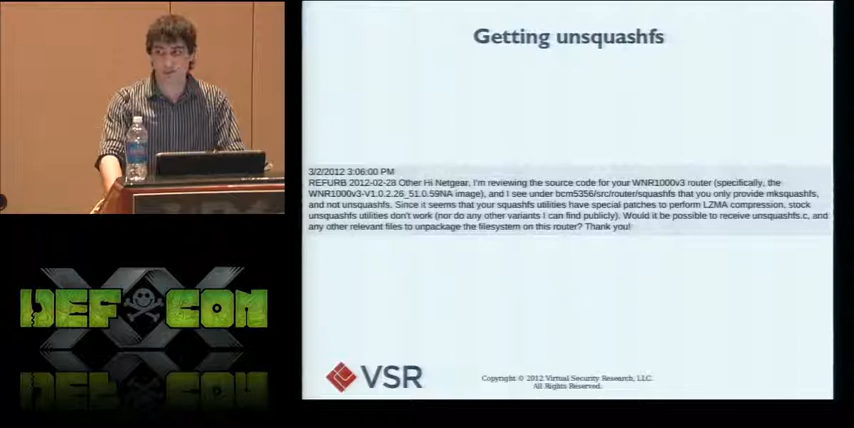 Getting unsquashfs
3/2/2012 3:06:00 PM
REFURB 2012-02-28 Other Hi Netgear, I'm reviewing the source code for your WNR1000v3 router (specifically, the
WNR1000v3-V1.0.2.26_51.0.59NA image), and I see under bcm5356/src/router/squashfs that you only provide mksquashfs,
and not unsquashfs. Since it seems that your squashfs utilities have special patches to perform LZMA compression, stock
unsquashfs utilities don't work (nor do any other variants I can find publicly). Would it be possible to receive unsquashfs.c, and
any other relevant files to unpackage the filesystem on this router? Thank you!
DEF CON
XX
VSR
Copyright © 2012 Virtual Security Research, LLC.
All Rights Reserved.